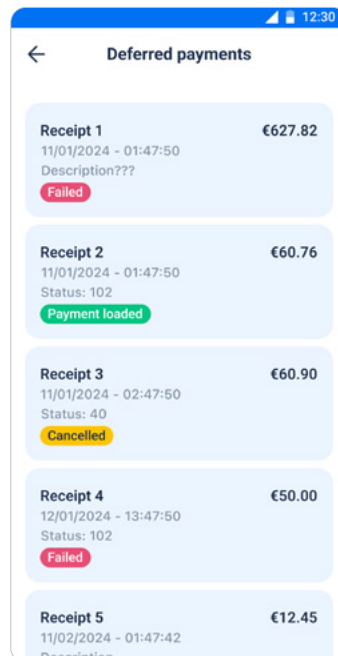 12:30
Deferred payments
Receipt 1 €627.82
11/01/2024 - 01:47:50
Description???
Failed
Receipt 2 €60.76
11/01/2024 - 01:47:50
Status: 102
Payment loaded
Receipt 3 €60.90
11/01/2024 - 02:47:50
Status: 40
Cancelled
Receipt 4 €50.00
12/01/2024 - 13:47:50
Status: 102
Failed
Receipt 5 €12.45
11/02/2024 - 01:47:42
Description